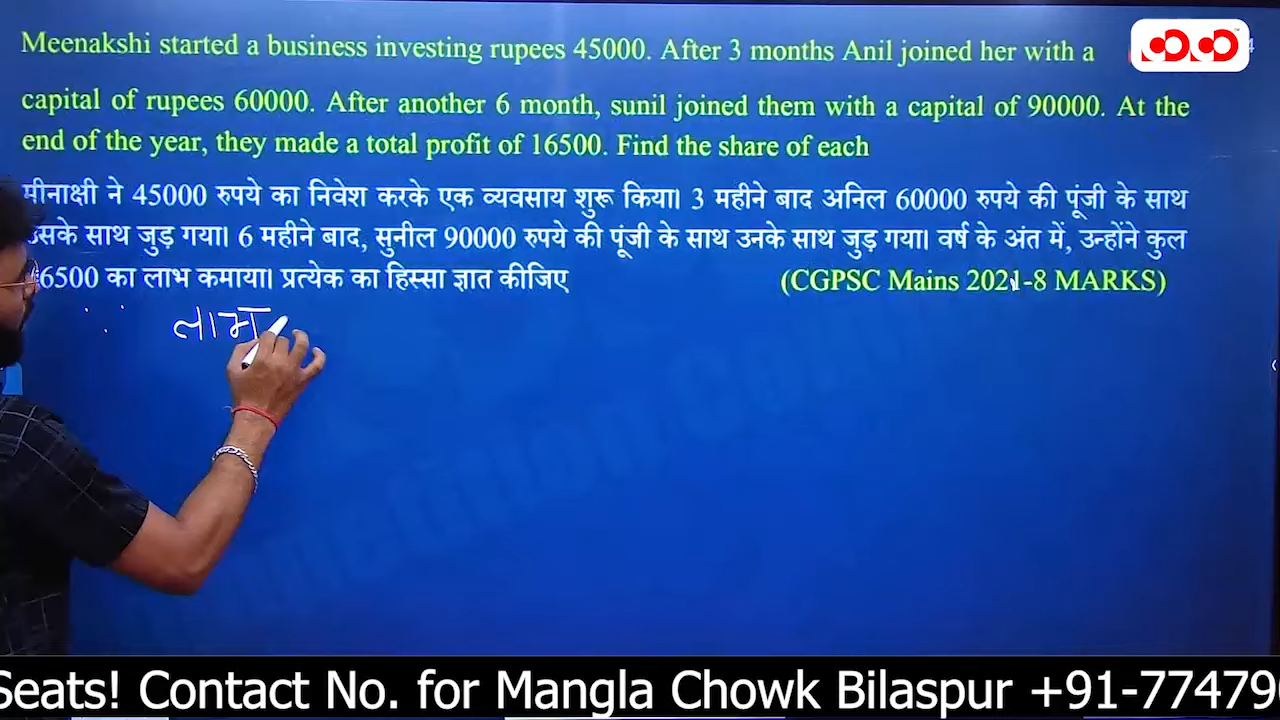 Meenakshi started a business investing rupees 45000. After 3 months Anil joined her with a
capital of rupees 60000. After another 6 month, sunil joined them with a capital of 90000. At the
end of the year, they made a total profit of 16500. Find the share of each
मीनाक्षी ने 45000 रुपये का निवेश करके एक व्यवसाय शुरू किया। 3 महीने बाद अनिल 60000 रुपये की पूंजी के साथ
उसके साथ जुड़ गया। 6 महीने बाद, सुनील 90000 रुपये की पूंजी के साथ उनके साथ जुड़ गया। वर्ष के अंत में, उन्होंने कुल
6500 का लाभ कमाया। प्रत्येक का हिस्सा ज्ञात कीजिए (CGPSC Mains 2021-8 MARKS)
∵ लाभ
Seats! Contact No. for Mangla Chowk Bilaspur +91-77479